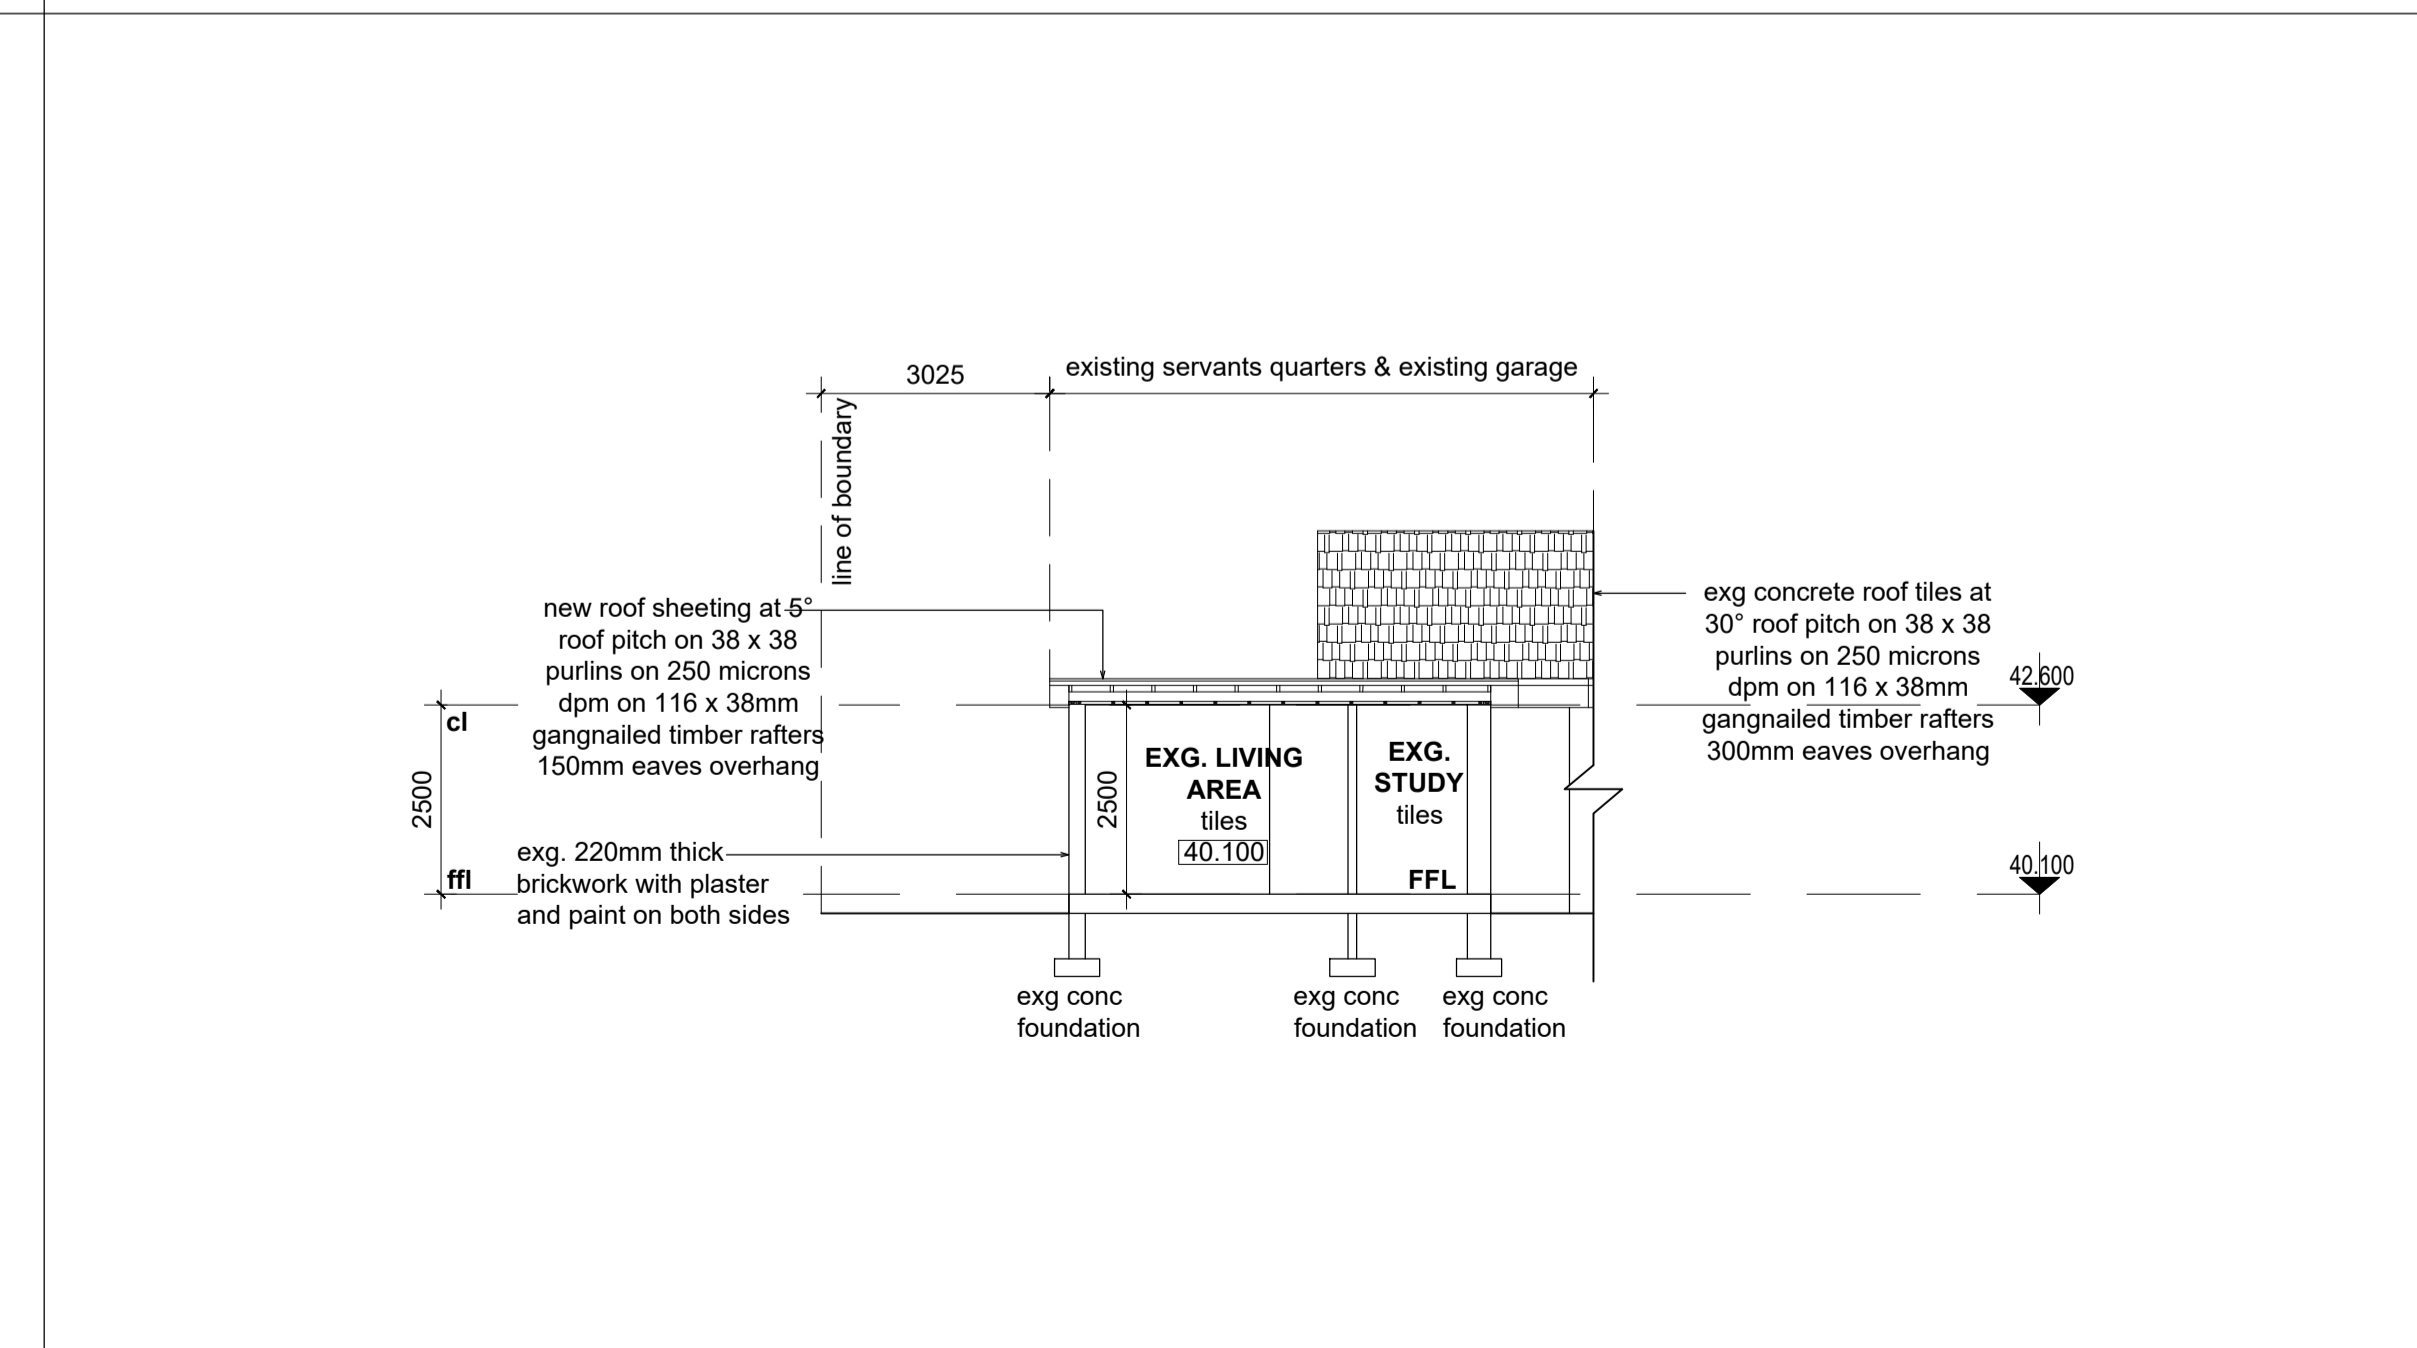 3025
existing servants quarters & existing garage
line of boundary
new roof sheeting at 5°
roof pitch on 38 x 38
purlins on 250 microns
dpm on 116 x 38mm
gangnailed timber rafters
150mm eaves overhang
exg concrete roof tiles at
30° roof pitch on 38 x 38
purlins on 250 microns
dpm on 116 x 38mm
gangnailed timber rafters
300mm eaves overhang
42.600
cl
2500
ffl
exg. 220mm thick
brickwork with plaster
and paint on both sides
2500
EXG. LIVING
AREA
tiles
40.100
EXG.
STUDY
tiles
FFL
40.100
exg conc
foundation
exg conc
foundation
exg conc
foundation